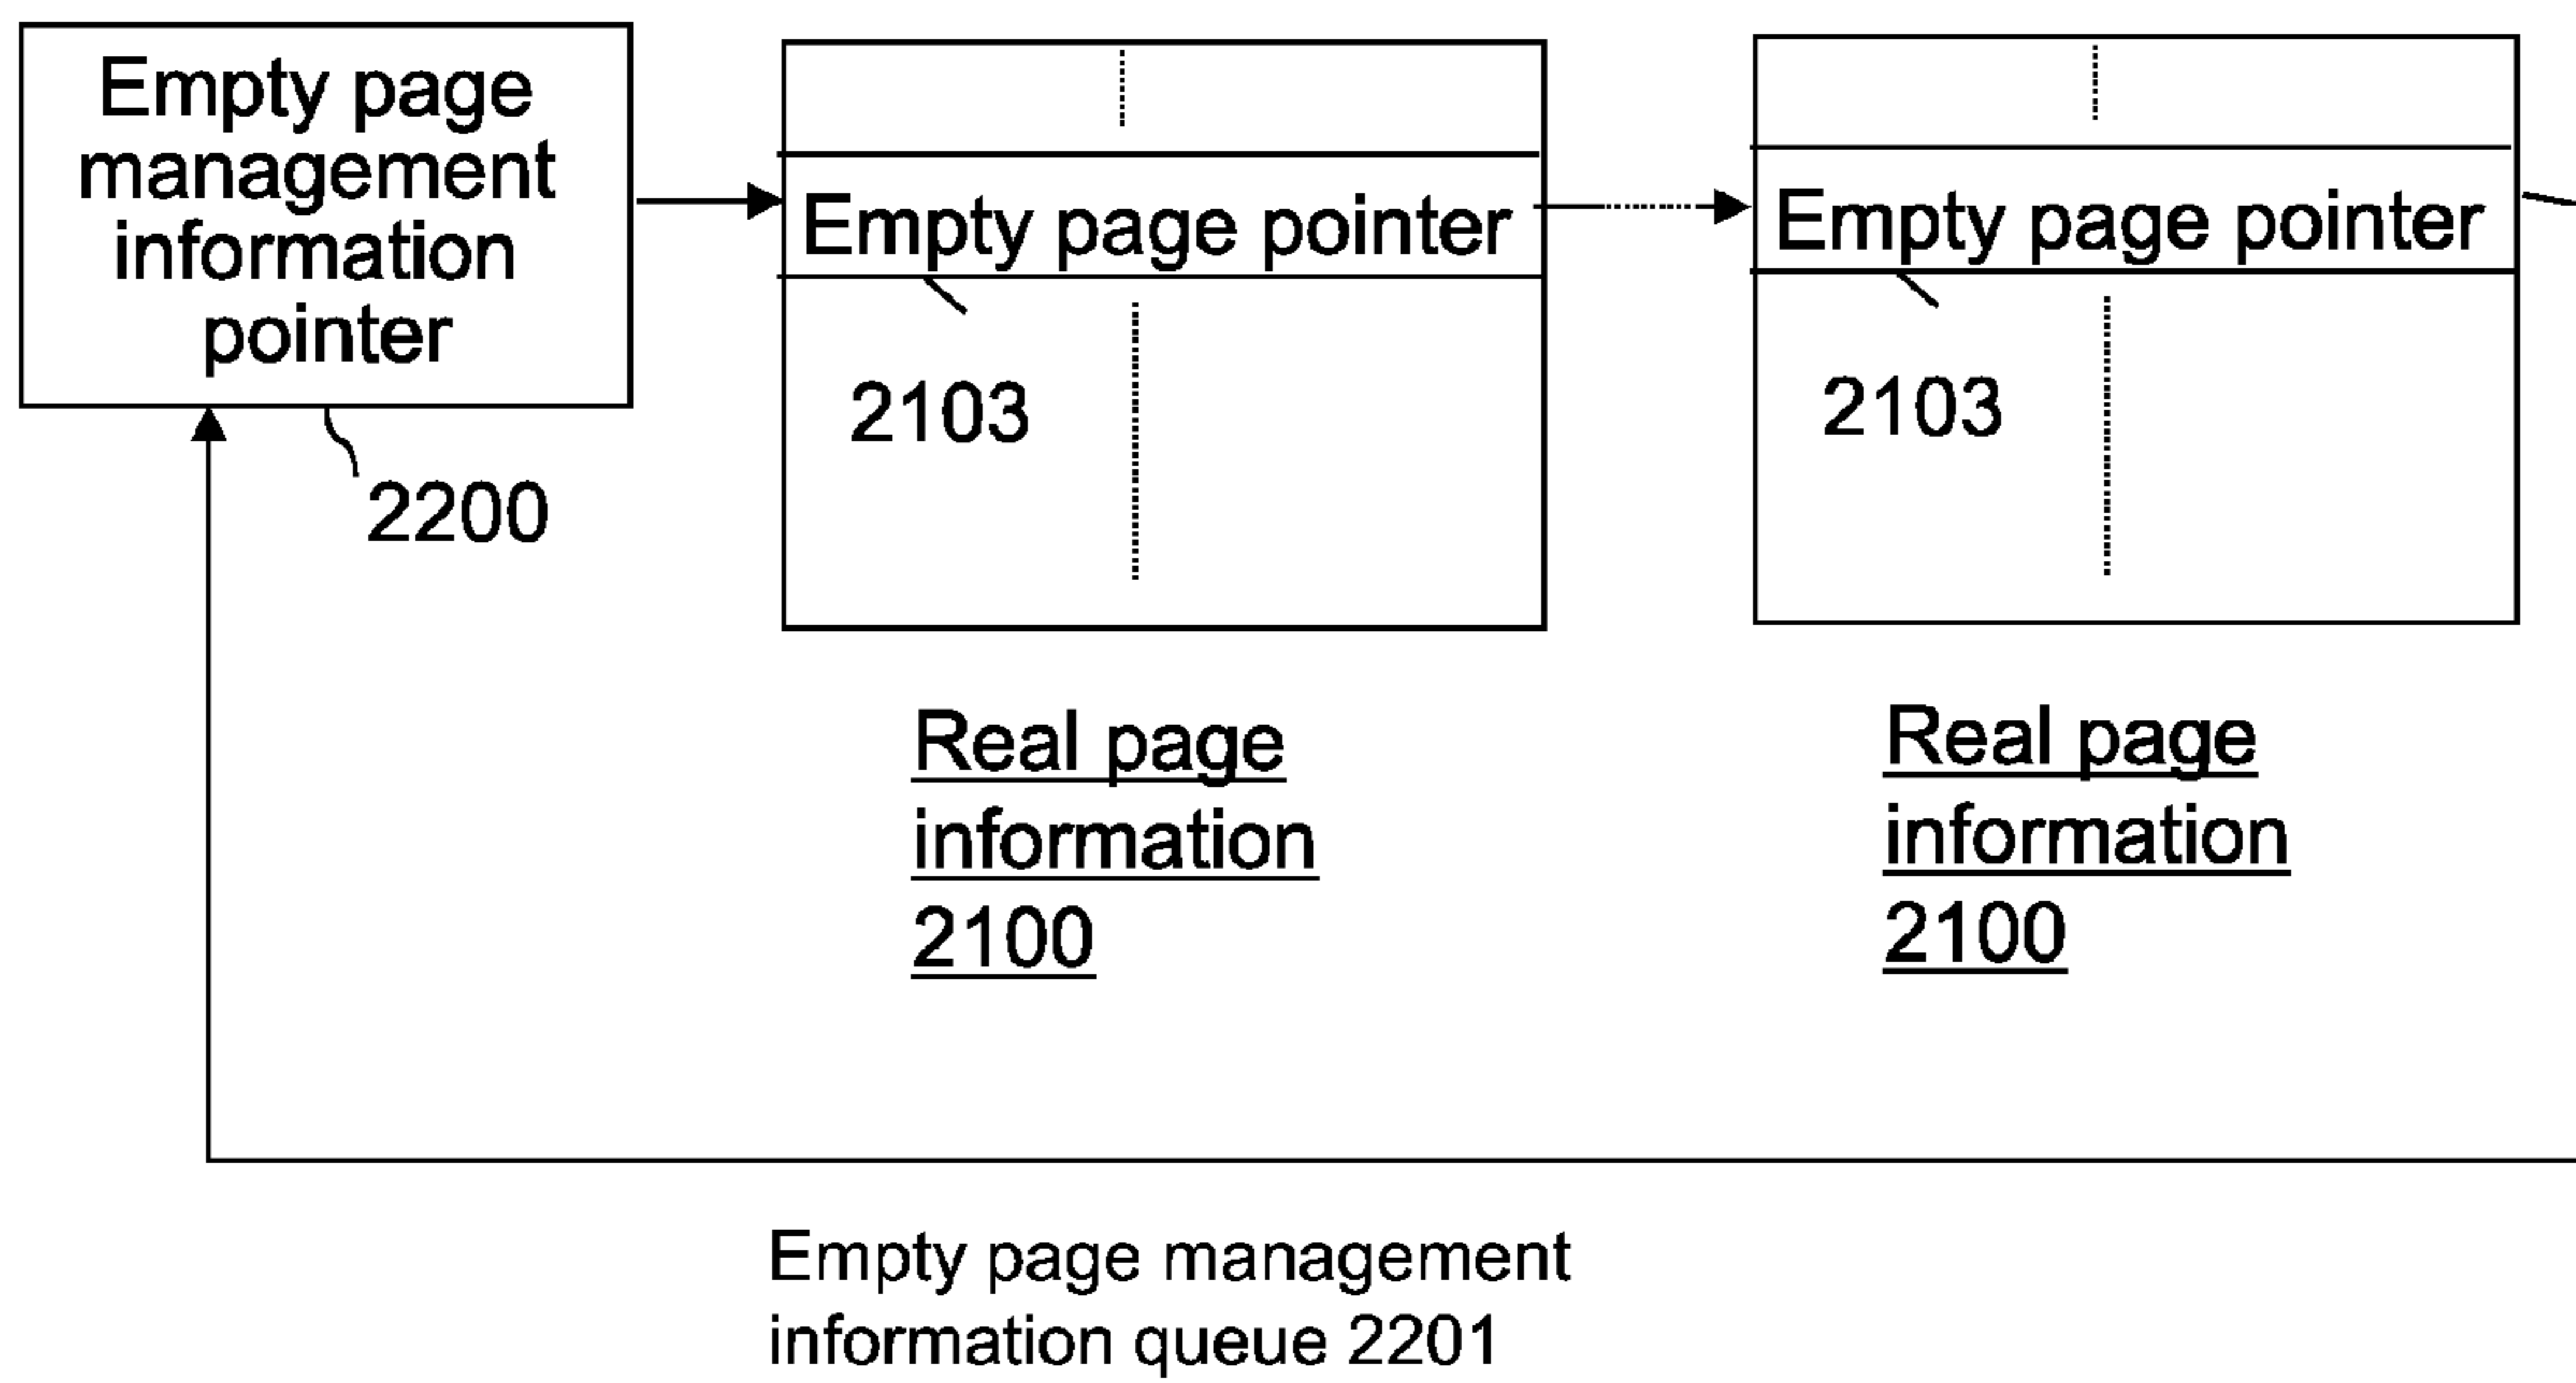 Empty page
management
information
pointer
2200
Empty page pointer
2103
Real page
information
2100
Empty page pointer
2103
Real page
information
2100
Empty page management
information queue 2201